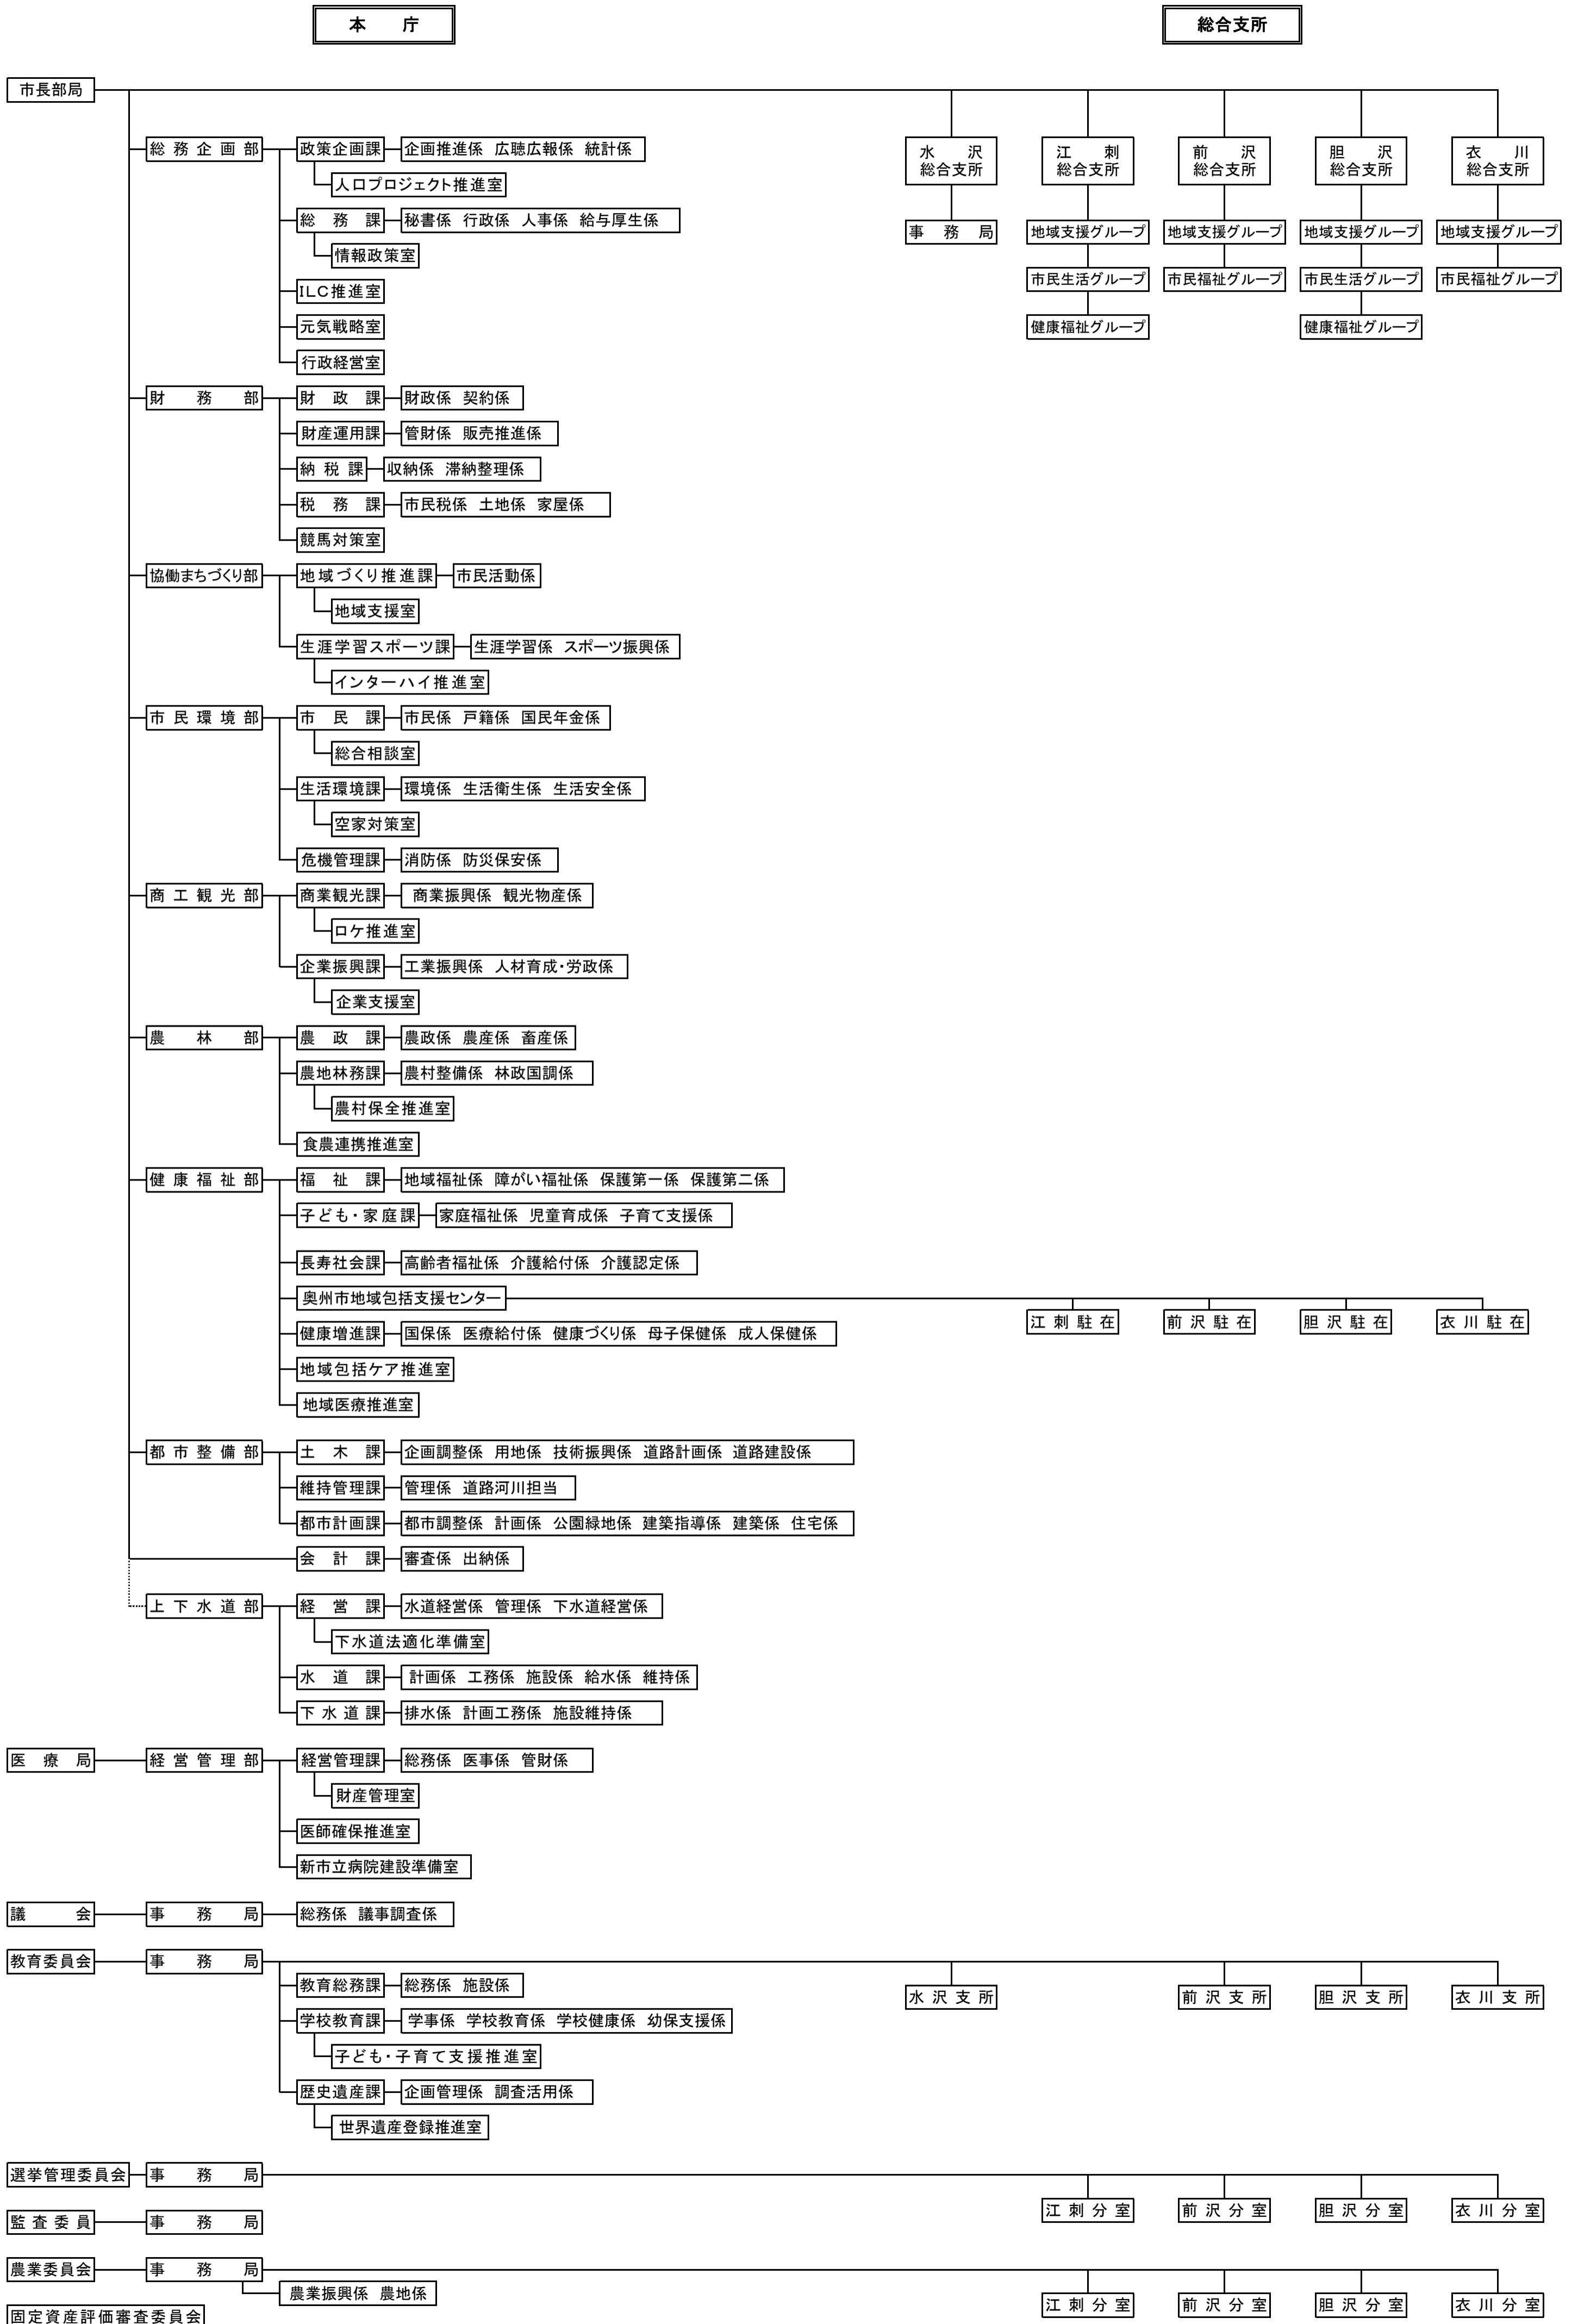 本　庁
総合支所
市長部局
総務企画部 政策企画課 企画推進係 広聴広報係 統計係
水沢 江刺 前沢 胆沢 衣川
総合支所 総合支所 総合支所 総合支所 総合支所
人口プロジェクト推進室
総務課 秘書係 行政係 人事係 給与厚生係
事務局 地域支援グループ 地域支援グループ 地域支援グループ 地域支援グループ
情報政策室
市民生活グループ 市民福祉グループ 市民生活グループ 市民福祉グループ
ILC推進室
元気戦略室 健康福祉グループ 健康福祉グループ
行政経営室
財務部 財政課 財政係 契約係
財産運用課 管財係 販売推進係
納税課 収納係 滞納整理係
税務課 市民税係 土地係 家屋係
競馬対策室
協働まちづくり部 地域づくり推進課 市民活動係
地域支援室
生涯学習スポーツ課 生涯学習係 スポーツ振興係
インターハイ推進室
市民環境部 市民課 市民係 戸籍係 国民年金係
総合相談室
生活環境課 環境係 生活衛生係 生活安全係
空家対策室
危機管理課 消防係 防災保安係
商工観光部 商業観光課 商業振興係 観光物産係
ロケ推進室
企業振興課 工業振興係 人材育成・労政係
企業支援室
農林部 農政課 農政係 農産係 畜産係
農地林務課 農村整備係 林政国調係
農村保全推進室
食農連携推進室
健康福祉部 福祉課 地域福祉係 障がい福祉係 保護第一係 保護第二係
子ども・家庭課 家庭福祉係 児童育成係 子育て支援係
長寿社会課 高齢者福祉係 介護給付係 介護認定係
奥州市地域包括支援センター
江刺駐在 前沢駐在 胆沢駐在 衣川駐在
健康増進課 国保係 医療給付係 健康づくり係 母子保健係 成人保健係
地域包括ケア推進室
地域医療推進室
都市整備部 土木課 企画調整係 用地係 技術振興係 道路計画係 道路建設係
維持管理課 管理係 道路河川担当
都市計画課 都市調整係 計画係 公園緑地係 建築指導係 建築係 住宅係
会計課 審査係 出納係
上下水道部 経営課 水道経営係 管理係 下水道経営係
下水道法適化準備室
水道課 計画係 工務係 施設係 給水係 維持係
下水道課 排水係 計画工務係 施設維持係
医療局 経営管理部 経営管理課 総務係 医事係 管財係
財産管理室
医師確保推進室
新市立病院建設準備室
議会 事務局 総務係 議事調査係
教育委員会 事務局
教育総務課 総務係 施設係
水沢支所 前沢支所 胆沢支所 衣川支所
学校教育課 学事係 学校教育係 学校健康係 幼保支援係
子ども・子育て支援推進室
歴史遺産課 企画管理係 調査活用係
世界遺産登録推進室
選挙管理委員会 事務局
江刺分室 前沢分室 胆沢分室 衣川分室
監査委員 事務局
農業委員会 事務局
農業振興係 農地係
江刺分室 前沢分室 胆沢分室 衣川分室
固定資産評価審査委員会